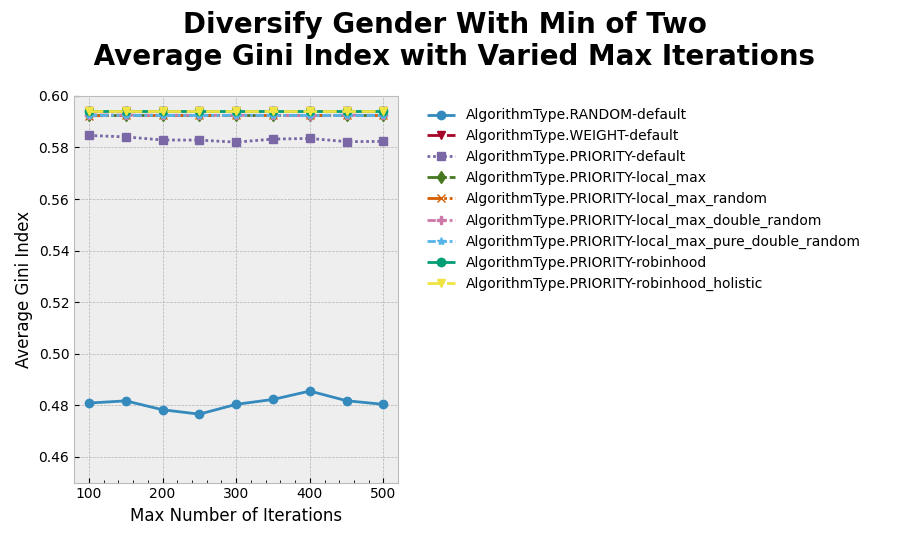 Diversify Gender With Min of Two
Average Gini Index with Varied Max Iterations
0.60
0.58
0.56
0.54
0.52
0.50
0.48
0.46
Average Gini Index
100
200
300
400
500
Max Number of Iterations
AlgorithmType.RANDOM-default
AlgorithmType.WEIGHT-default
AlgorithmType.PRIORITY-default
AlgorithmType.PRIORITY-local_max
AlgorithmType.PRIORITY-local_max_random
AlgorithmType.PRIORITY-local_max_double_random
AlgorithmType.PRIORITY-local_max_pure_double_random
AlgorithmType.PRIORITY-robinhood
AlgorithmType.PRIORITY-robinhood_holistic